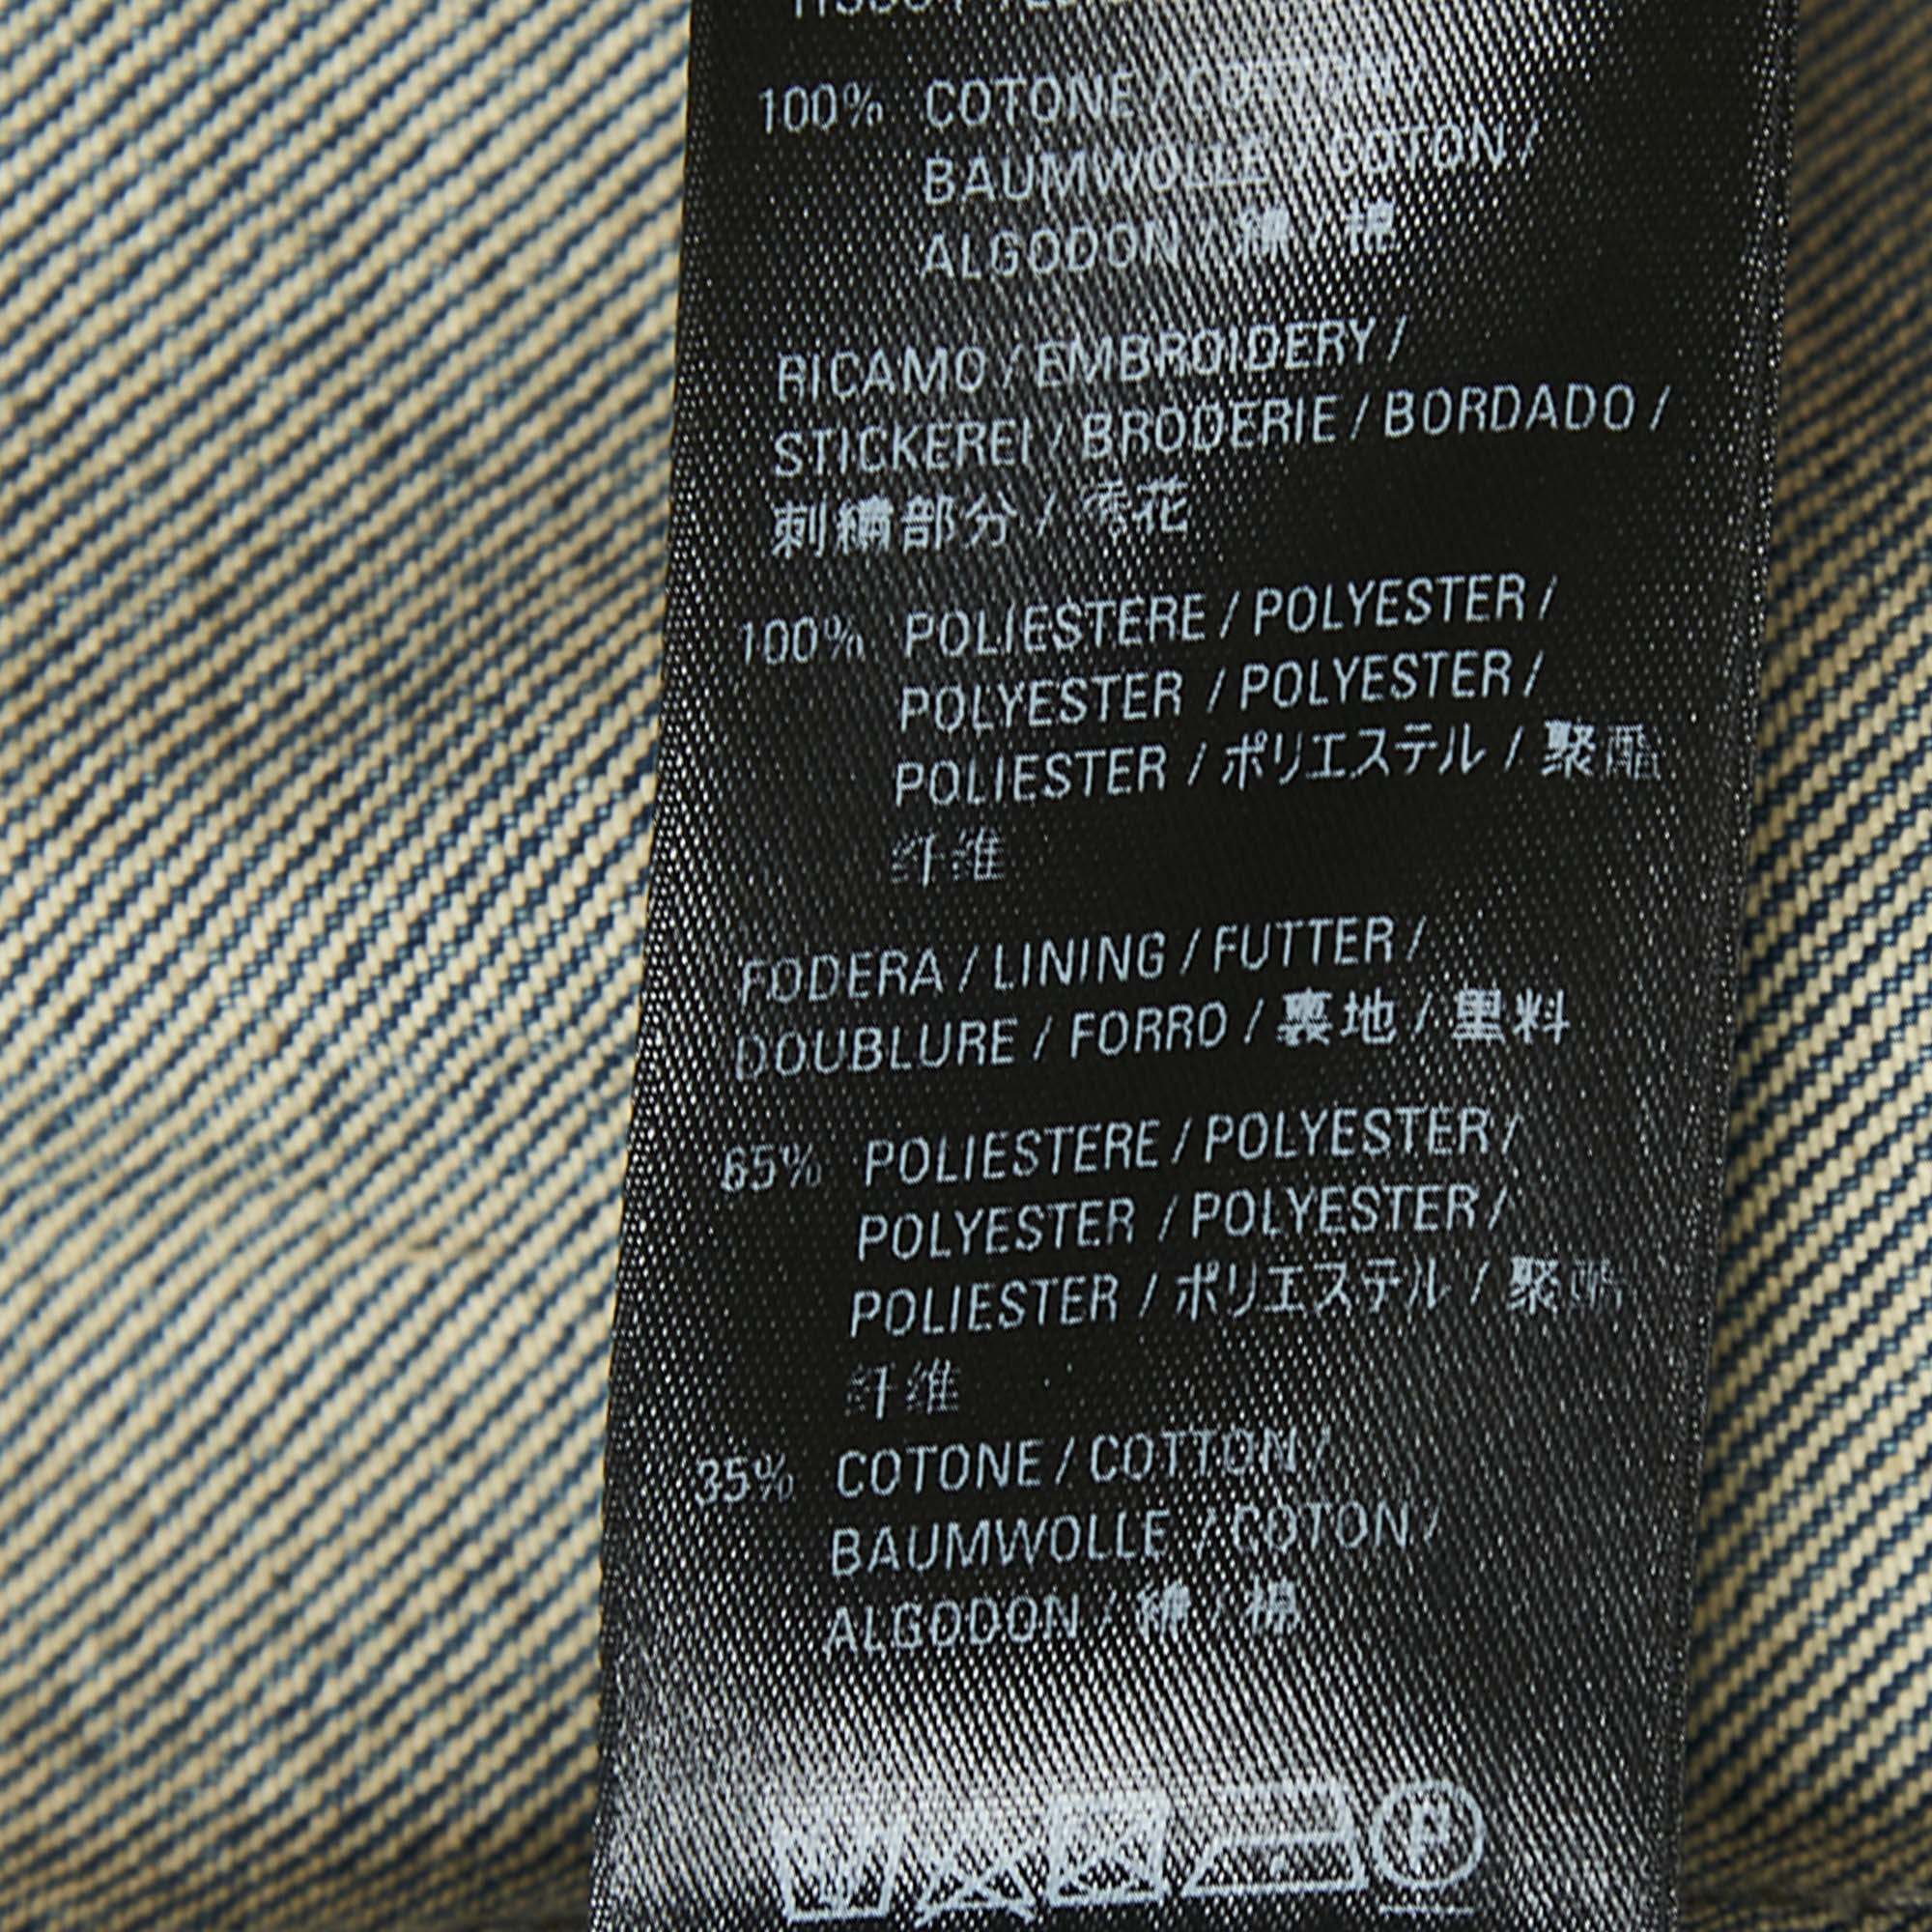 100% COTONE / COTTON /
BAUMWOLLE / COTON /
ALGODON / 綿 / 棉
RICAMO / EMBROIDERY /
STICKEREI / BRODERIE / BORDADO /
刺繍部分 / 秀花
100% POLIESTERE / POLYESTER /
POLYESTER / POLYESTER /
POLIESTER / ポリエステル / 聚酯
纤维
FODERA / LINING / FUTTER /
DOUBLURE / FORRO / 裏地 / 里料
65% POLIESTERE / POLYESTER /
POLYESTER / POLYESTER /
POLIESTER / ポリエステル / 聚酯
纤维
35% COTONE / COTTON /
BAUMWOLLE / COTON /
ALGODON / 綿 / 棉
P